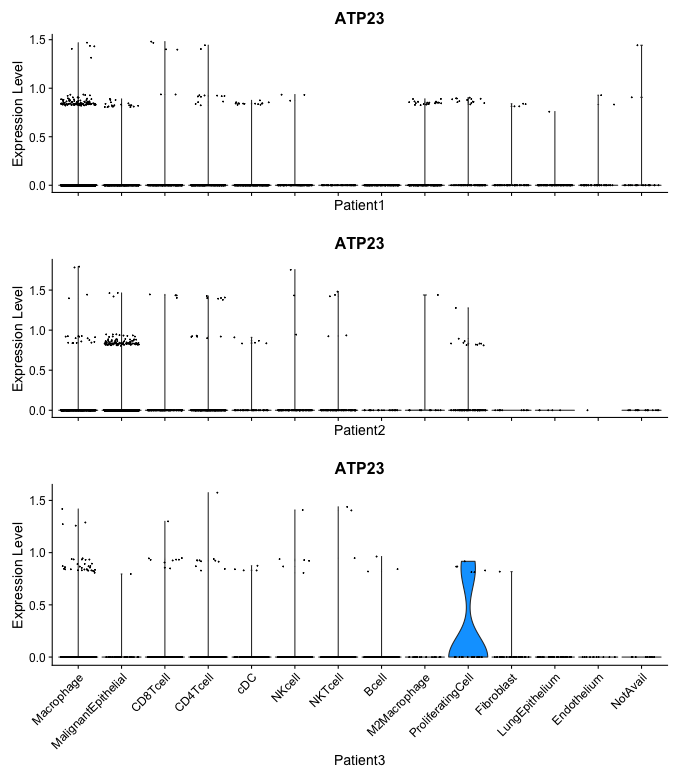 ATP23
Expression Level
1.5
1.0
0.5
0.0
Patient1
ATP23
Expression Level
1.5
1.0
0.5
0.0
Patient2
ATP23
Expression Level
1.5
1.0
0.5
0.0
Macrophage
MalignantEpithelial
CD8Tcell
CD4Tcell
cDC
NKcell
NKTcell
Bcell
M2Macrophage
ProliferatingCell
Fibroblast
LungEpithelium
Endothelium
NotAvail
Patient3